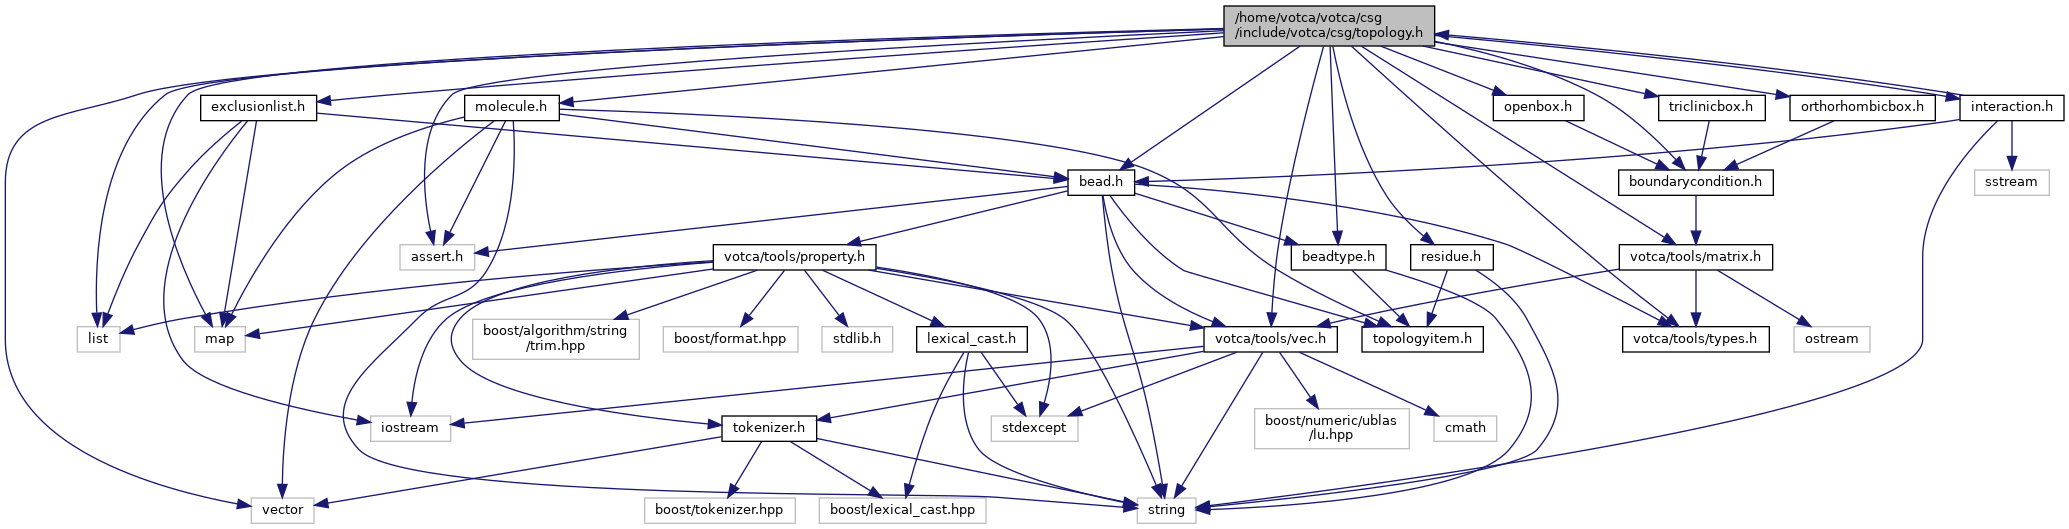 /home/votca/votca/csg
/include/votca/csg/topology.h
exclusionlist.h
molecule.h
openbox.h
triclinicbox.h
orthorhombicbox.h
interaction.h
bead.h
boundarycondition.h
sstream
assert.h
votca/tools/property.h
beadtype.h
residue.h
votca/tools/matrix.h
list
map
boost/algorithm/string
/trim.hpp
boost/format.hpp
stdlib.h
lexical_cast.h
votca/tools/vec.h
topologyitem.h
votca/tools/types.h
ostream
iostream
tokenizer.h
stdexcept
boost/numeric/ublas
/lu.hpp
cmath
vector
boost/tokenizer.hpp
boost/lexical_cast.hpp
string